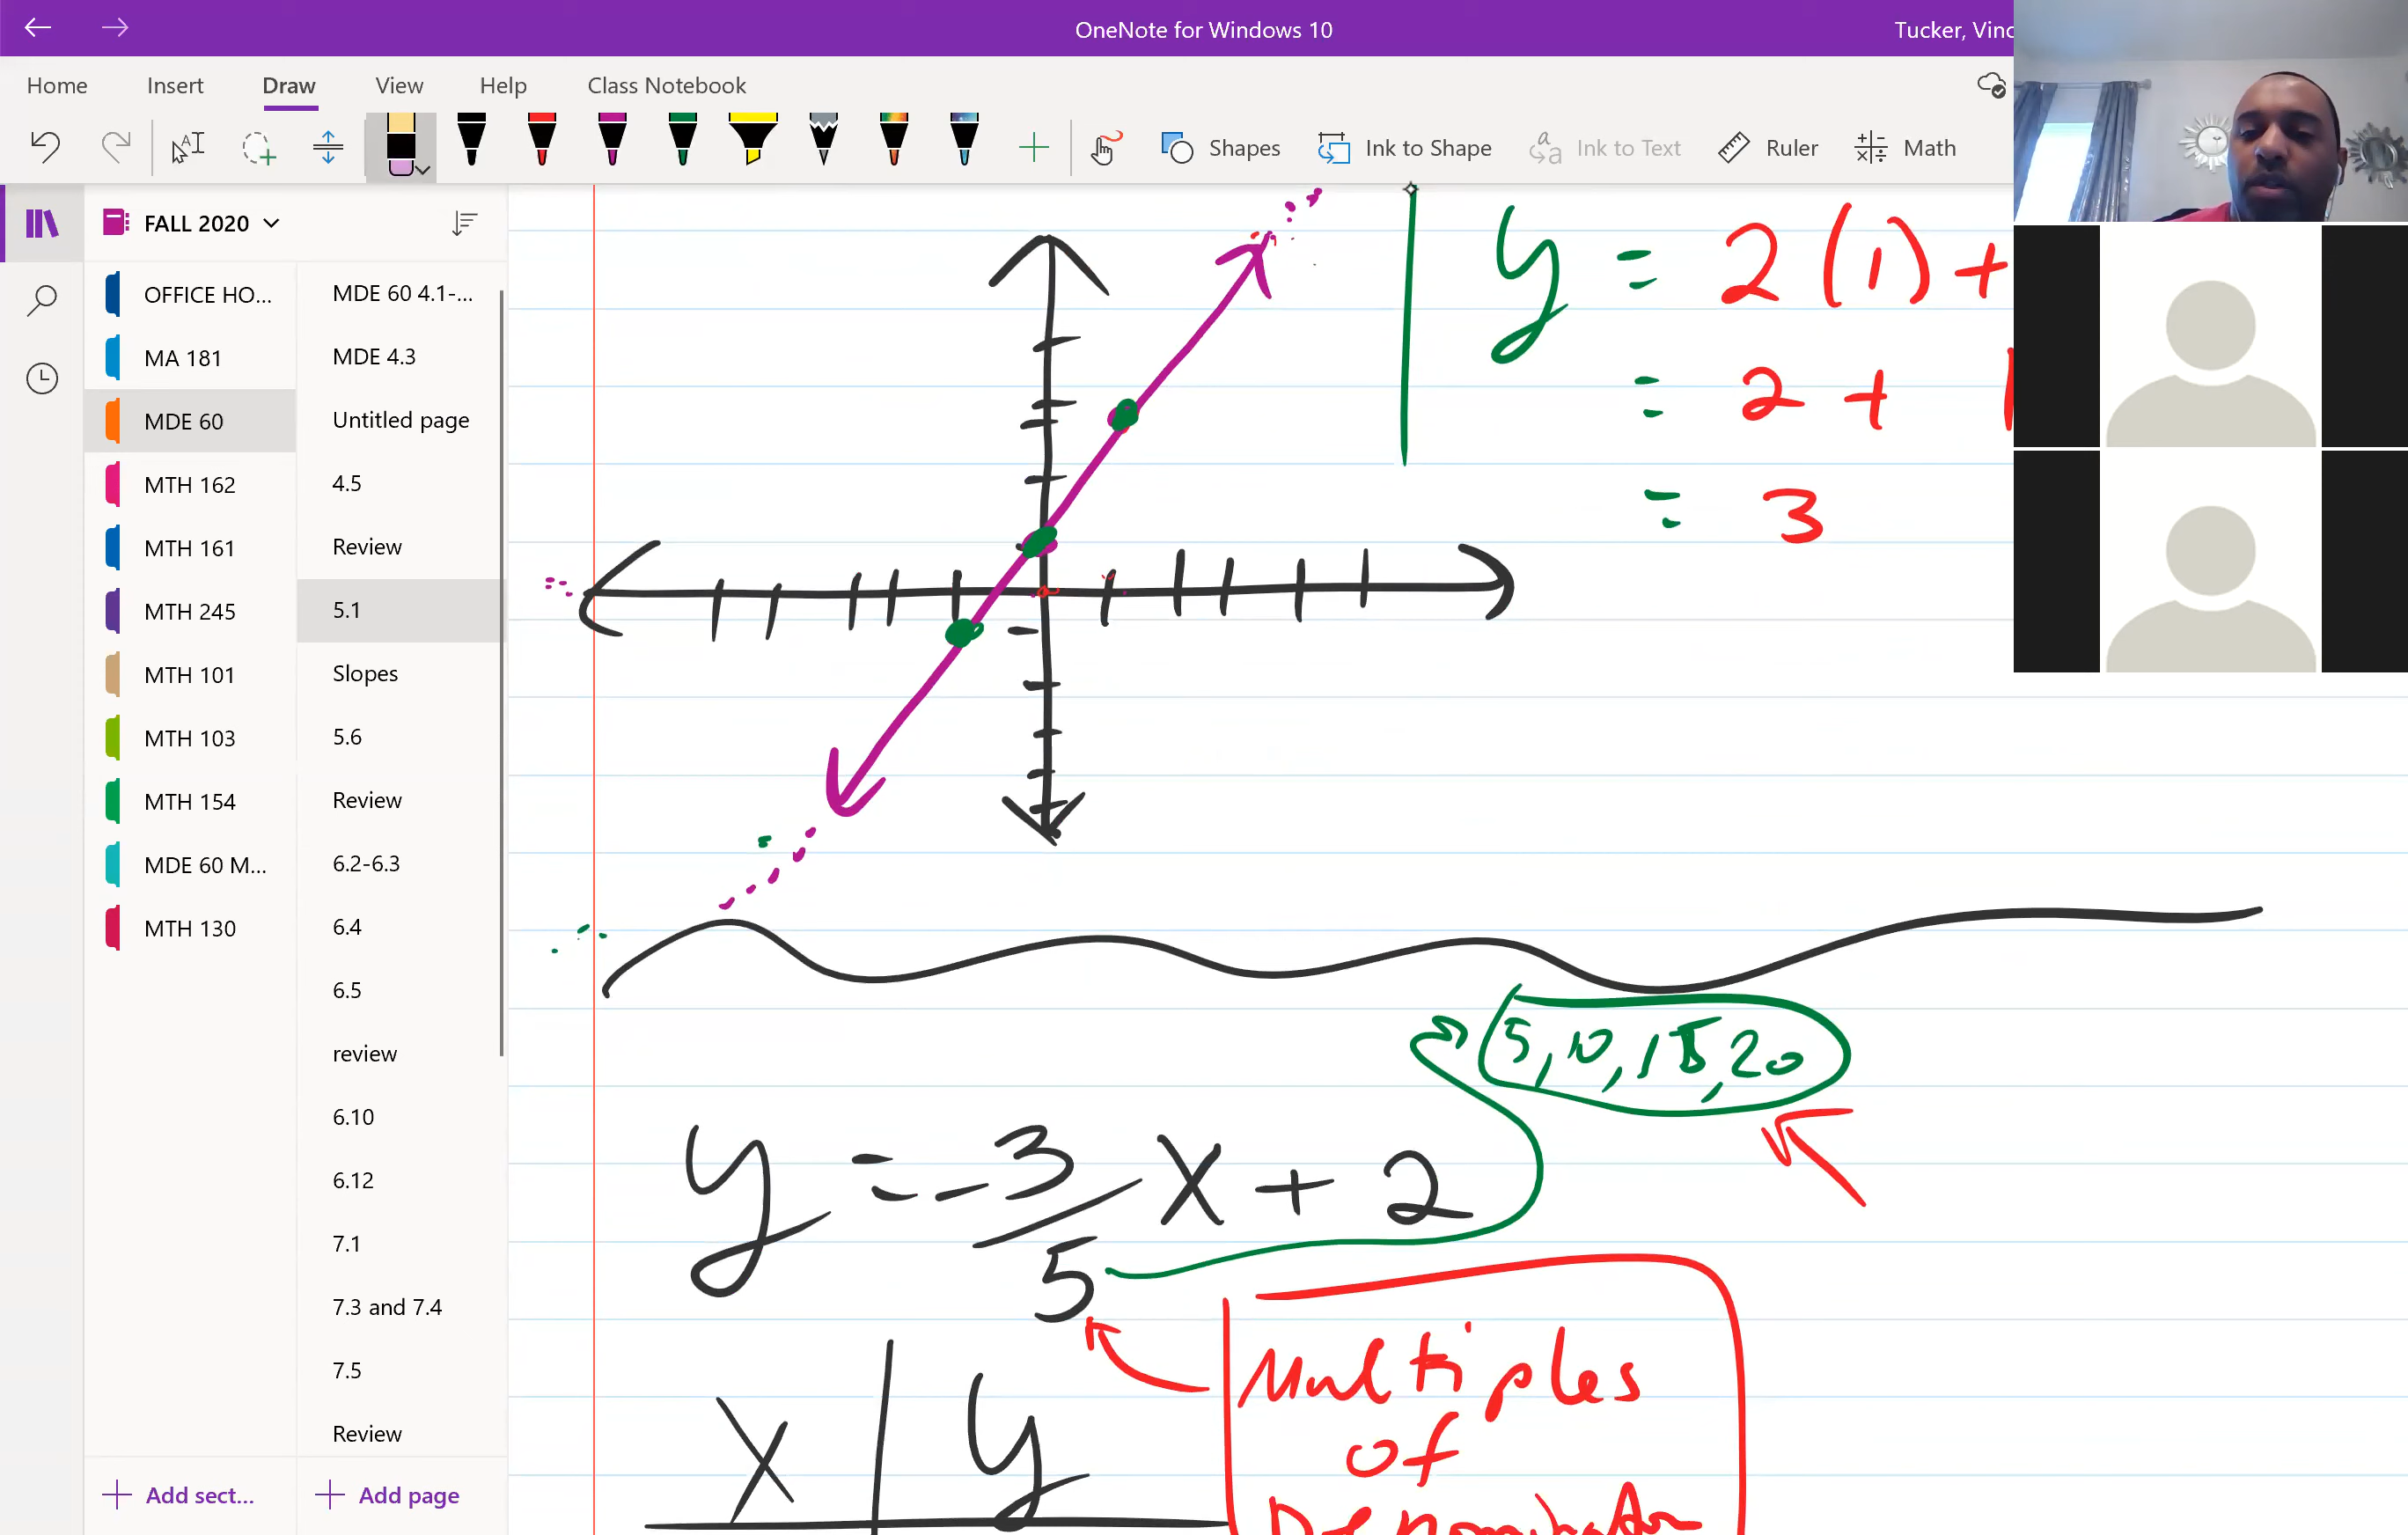 OneNote for Windows 10
Tucker, Vinc
Home Insert Draw View Help Class Notebook
Shapes Ink to Shape Ink to Text Ruler Math
FALL 2020
OFFICE HO...
MA 181
MDE 60
MTH 162
MTH 161
MTH 245
MTH 101
MTH 103
MTH 154
MDE 60 M...
MTH 130
Add sect...
MDE 60 4.1-...
MDE 4.3
Untitled page
4.5
Review
5.1
Slopes
5.6
Review
6.2-6.3
6.4
6.5
review
6.10
6.12
7.1
7.3 and 7.4
7.5
Review
Add page
y = 2(1) +
= 2 +
= 3
5, 10, 15, 20
y = -3/5 x + 2
Multiples
of
Denominator
x | y